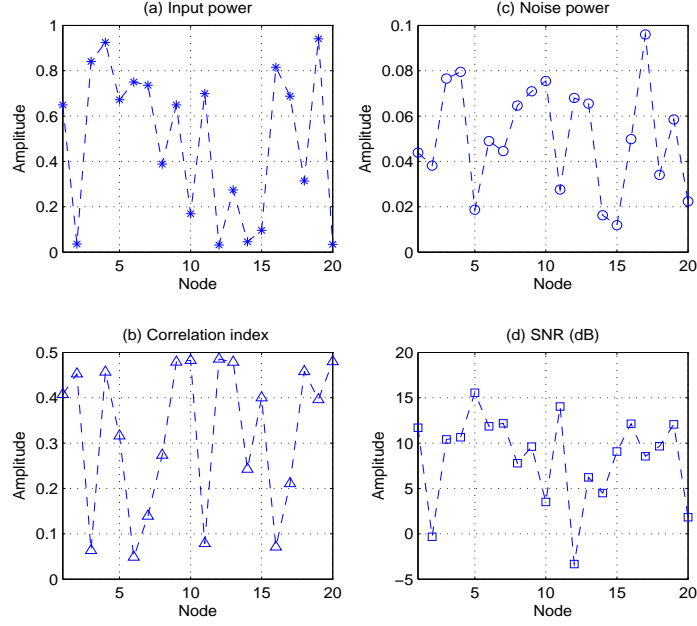 (a) Input power
1
0.8
0.6
0.4
0.2
0
Amplitude
5 10 15 20
Node
(c) Noise power
0.1
0.08
0.06
0.04
0.02
0
Amplitude
5 10 15 20
Node
(b) Correlation index
0.5
0.4
0.3
0.2
0.1
0
Amplitude
5 10 15 20
Node
(d) SNR (dB)
20
15
10
5
0
−5
Amplitude
5 10 15 20
Node